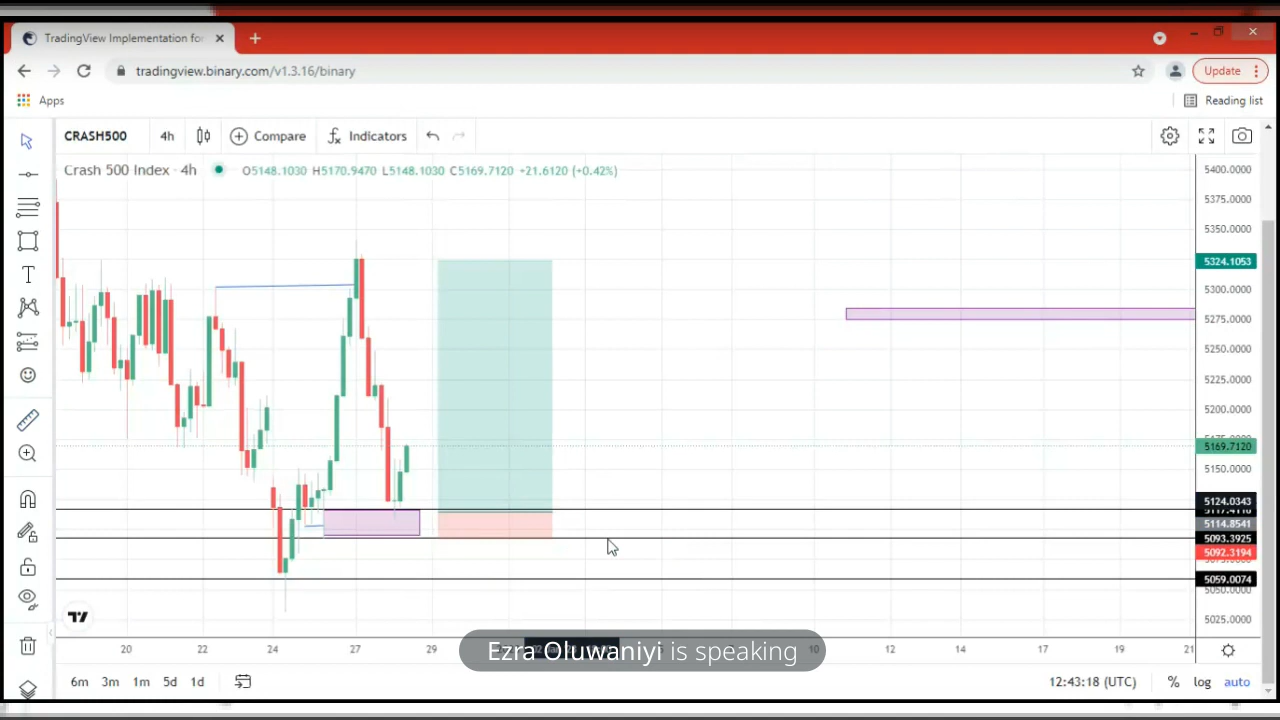 TradingView Implementation fo
tradingview.binary.com/v1.3.16/binary
Update
Apps
Reading list
CRASH500
4h
Compare
Indicators
Crash 500 Index · 4h
O5148.1030 H5170.9470 L5148.1030 C5169.7120 +21.6120 (+0.42%)
5400.0000
5375.0000
5350.0000
5324.1053
5300.0000
5275.0000
5250.0000
5225.0000
5200.0000
5169.7120
5150.0000
5124.0343
5114.8541
5093.3925
5092.3194
5059.0074
5050.0000
5025.0000
20 22 24 27 29 10 12 14 17 19 21
Ezra Oluwaniyi is speaking
6m 3m 1m 5d 1d
12:43:18 (UTC)
% log auto